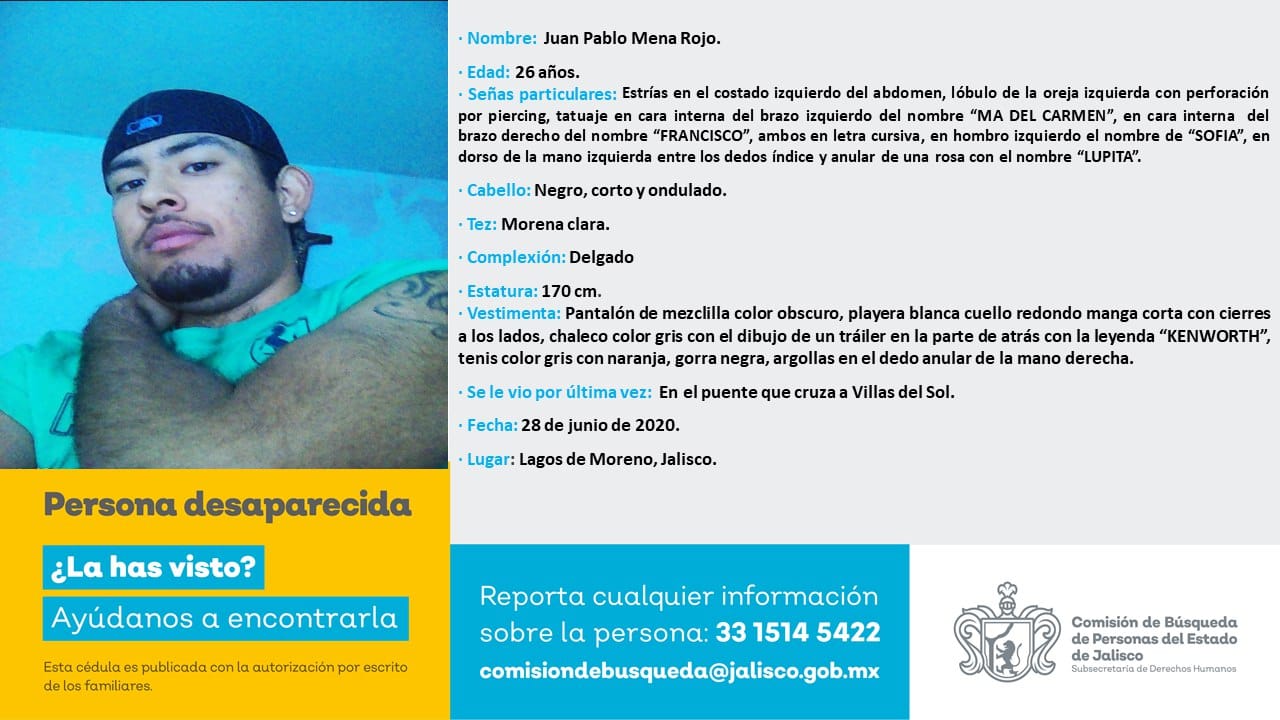 · Nombre: Juan Pablo Mena Rojo.
· Edad: 26 años.
· Señas particulares: Estrías en el costado izquierdo del abdomen, lóbulo de la oreja izquierda con perforación
por piercing, tatuaje en cara interna del brazo izquierdo del nombre “MA DEL CARMEN”, en cara interna del
brazo derecho del nombre “FRANCISCO”, ambos en letra cursiva, en hombro izquierdo el nombre de “SOFIA”, en
dorso de la mano izquierda entre los dedos índice y anular de una rosa con el nombre “LUPITA”.
· Cabello: Negro, corto y ondulado.
· Tez: Morena clara.
· Complexión: Delgado
· Estatura: 170 cm.
· Vestimenta: Pantalón de mezclilla color obscuro, playera blanca cuello redondo manga corta con cierres
a los lados, chaleco color gris con el dibujo de un tráiler en la parte de atrás con la leyenda “KENWORTH”,
tenis color gris con naranja, gorra negra, argollas en el dedo anular de la mano derecha.
· Se le vio por última vez: En el puente que cruza a Villas del Sol.
· Fecha: 28 de junio de 2020.
· Lugar: Lagos de Moreno, Jalisco.
Persona desaparecida
¿La has visto?
Ayúdanos a encontrarla
Esta cédula es publicada con la autorización por escrito
de los familiares.
Reporta cualquier información
sobre la persona: 33 1514 5422
comisiondebusqueda@jalisco.gob.mx
Comisión de Búsqueda
de Personas del Estado
de Jalisco
Subsecretaría de Derechos Humanos